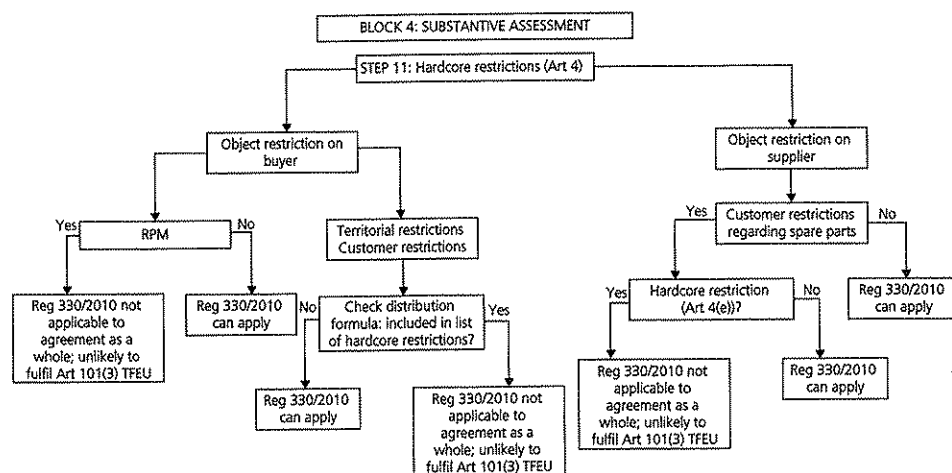 BLOCK 4: SUBSTANTIVE ASSESSMENT
STEP 11: Hardcore restrictions (Art 4)
Object restriction on
buyer
Object restriction on
supplier
Yes
RPM
No
Territorial restrictions
Customer restrictions
Yes
Customer restrictions
regarding spare parts
No
Reg 330/2010 not
applicable to
agreement as a
whole; unlikely to
fulfil Art 101(3) TFEU
Reg 330/2010
can apply
No
Check distribution
formula: included in list
of hardcore restrictions?
Yes
Yes
Hardcore restriction
(Art 4(e))?
No
Reg 330/2010
can apply
Reg 330/2010
can apply
Reg 330/2010 not
applicable to
agreement as a
whole; unlikely to
fulfil Art 101(3) TFEU
Reg 330/2010 not
applicable to
agreement as a
whole; unlikely to
fulfil Art 101(3) TFEU
Reg 330/2010
can apply